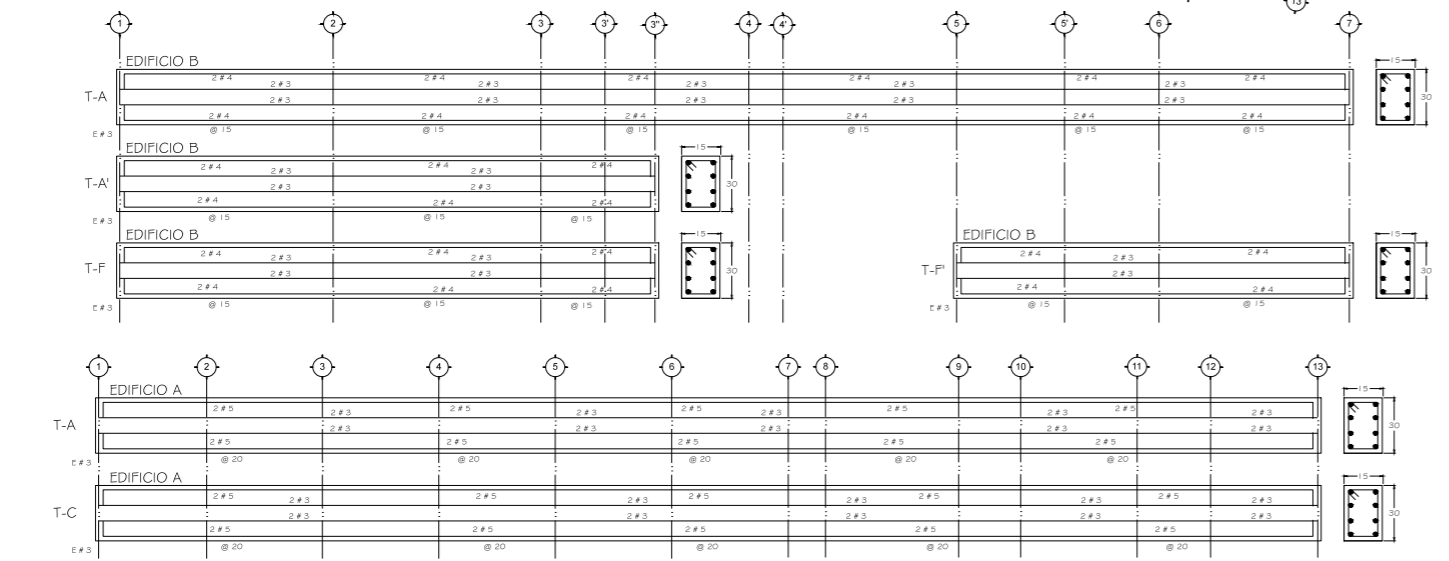 13
1 2 3 3' 3" 4 4' 5 5' 6 7
EDIFICIO B
2#4 2#4 2#4 2#4 2#4 2#4
2#3 2#3 2#3 2#3 2#3
T-A
2#3 2#3 2#3 2#3 2#3
2#4 2#4 2#4 2#4 2#4 2#4
E#3 @ 15 @ 15 @ 15 @ 15 @ 15 @ 15
15
30
EDIFICIO B
2#4 2#4 2#4
2#3 2#3
T-A'
2#3 2#3
2#4 2#4 2#4
E#3 @ 15 @ 15 @ 15
15
30
EDIFICIO B
2#4 2#4 2#4
2#3 2#3
T-F
2#3 2#3
2#4 2#4 2#4
E#3 @ 15 @ 15 @ 15
15
30
EDIFICIO B
2#4 2#4
2#3
T-F'
2#3
2#4 2#4
E#3 @ 15 @ 15
15
30
1 2 3 4 5 6 7 8 9 10 11 12 13
EDIFICIO A
2#5 2#5 2#5 2#5 2#5
2#3 2#3 2#3 2#3 2#3
T-A
2#3 2#3 2#3 2#3 2#3
2#5 2#5 2#5 2#5 2#5
E#3 @ 20 @ 20 @ 20 @ 20 @ 20
15
30
EDIFICIO A
2#5 2#5 2#5 2#5 2#5
2#3 2#3 2#3 2#3 2#3
T-C
2#3 2#3 2#3 2#3 2#3
2#5 2#5 2#5 2#5 2#5
E#3 @ 20 @ 20 @ 20 @ 20 @ 20
15
30